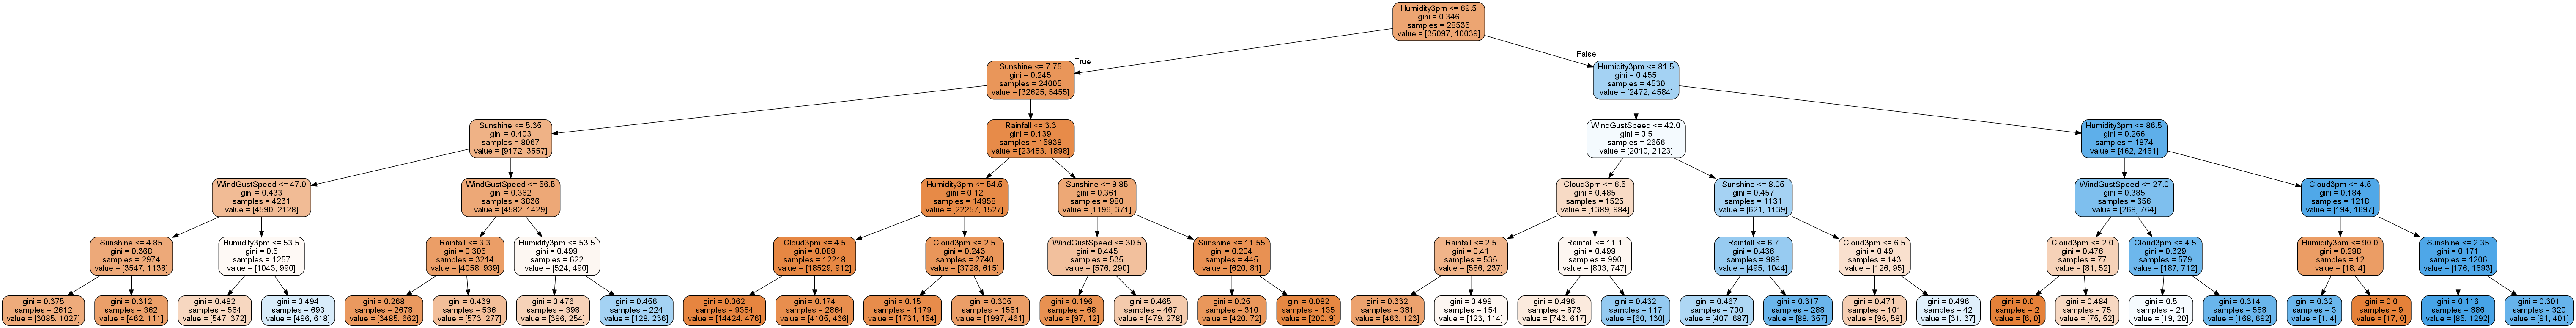 Humidity3pm <= 69.5
gini = 0.346
samples = 28535
value = [35097, 10039]
True
False
Sunshine <= 7.75
gini = 0.245
samples = 24005
value = [32625, 5455]
Humidity3pm <= 81.5
gini = 0.455
samples = 4530
value = [2472, 4584]
Sunshine <= 5.35
gini = 0.403
samples = 8067
value = [9172, 3557]
Rainfall <= 3.3
gini = 0.139
samples = 15938
value = [23453, 1898]
WindGustSpeed <= 42.0
gini = 0.5
samples = 2656
value = [2010, 2123]
Humidity3pm <= 86.5
gini = 0.266
samples = 1874
value = [462, 2461]
WindGustSpeed <= 47.0
gini = 0.433
samples = 4231
value = [4590, 2128]
WindGustSpeed <= 56.5
gini = 0.362
samples = 3836
value = [4582, 1429]
Humidity3pm <= 54.5
gini = 0.12
samples = 14958
value = [22257, 1527]
Sunshine <= 9.85
gini = 0.361
samples = 980
value = [1196, 371]
Cloud3pm <= 6.5
gini = 0.485
samples = 1525
value = [1389, 984]
Sunshine <= 8.05
gini = 0.457
samples = 1131
value = [621, 1139]
WindGustSpeed <= 27.0
gini = 0.385
samples = 656
value = [268, 764]
Cloud3pm <= 4.5
gini = 0.184
samples = 1218
value = [194, 1697]
Sunshine <= 4.85
gini = 0.368
samples = 2974
value = [3547, 1138]
Humidity3pm <= 53.5
gini = 0.5
samples = 1257
value = [1043, 990]
Rainfall <= 3.3
gini = 0.305
samples = 3214
value = [4058, 939]
Humidity3pm <= 53.5
gini = 0.499
samples = 622
value = [524, 490]
Cloud3pm <= 4.5
gini = 0.089
samples = 12218
value = [18529, 912]
Cloud3pm <= 2.5
gini = 0.243
samples = 2740
value = [3728, 615]
WindGustSpeed <= 30.5
gini = 0.445
samples = 535
value = [576, 290]
Sunshine <= 11.55
gini = 0.204
samples = 445
value = [620, 81]
Rainfall <= 2.5
gini = 0.41
samples = 535
value = [586, 237]
Rainfall <= 11.1
gini = 0.499
samples = 990
value = [803, 747]
Rainfall <= 6.7
gini = 0.436
samples = 988
value = [495, 1044]
Cloud3pm <= 6.5
gini = 0.49
samples = 143
value = [126, 95]
Cloud3pm <= 2.0
gini = 0.476
samples = 77
value = [81, 52]
Cloud3pm <= 4.5
gini = 0.329
samples = 579
value = [187, 712]
Humidity3pm <= 90.0
gini = 0.298
samples = 12
value = [18, 4]
Sunshine <= 2.35
gini = 0.171
samples = 1206
value = [176, 1693]
gini = 0.375
samples = 2612
value = [3085, 1027]
gini = 0.312
samples = 362
value = [462, 111]
gini = 0.482
samples = 564
value = [547, 372]
gini = 0.494
samples = 693
value = [496, 618]
gini = 0.268
samples = 2678
value = [3485, 662]
gini = 0.439
samples = 536
value = [573, 277]
gini = 0.476
samples = 398
value = [396, 254]
gini = 0.456
samples = 224
value = [128, 236]
gini = 0.062
samples = 9354
value = [14424, 476]
gini = 0.174
samples = 2864
value = [4105, 436]
gini = 0.15
samples = 1179
value = [1731, 154]
gini = 0.305
samples = 1561
value = [1997, 461]
gini = 0.196
samples = 68
value = [97, 12]
gini = 0.465
samples = 467
value = [479, 278]
gini = 0.25
samples = 310
value = [420, 72]
gini = 0.082
samples = 135
value = [200, 9]
gini = 0.332
samples = 381
value = [463, 123]
gini = 0.499
samples = 154
value = [123, 114]
gini = 0.496
samples = 873
value = [743, 617]
gini = 0.432
samples = 117
value = [60, 130]
gini = 0.467
samples = 700
value = [407, 687]
gini = 0.317
samples = 288
value = [88, 357]
gini = 0.471
samples = 101
value = [95, 58]
gini = 0.496
samples = 42
value = [31, 37]
gini = 0.0
samples = 2
value = [6, 0]
gini = 0.484
samples = 75
value = [75, 52]
gini = 0.5
samples = 21
value = [19, 20]
gini = 0.314
samples = 558
value = [168, 692]
gini = 0.32
samples = 3
value = [1, 4]
gini = 0.0
samples = 9
value = [17, 0]
gini = 0.116
samples = 886
value = [85, 1292]
gini = 0.301
samples = 320
value = [91, 401]